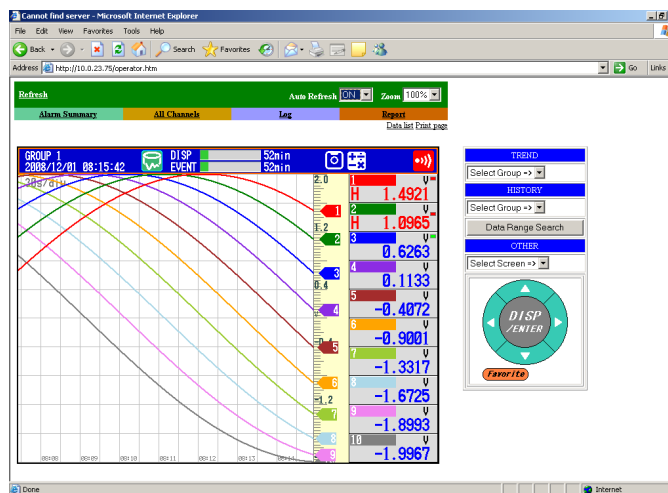 Cannot find server - Microsoft Internet Explorer
File Edit View Favorites Tools Help
Back Search Favorites
Address http://10.0.23.75/operator.htm Go Links
Refresh Auto Refresh ON Zoom 100%
Alarm Summary All Channels Log Report
Data list Print page
GROUP 1 DISP 52min
2008/12/01 08:15:42 EVENT 52min
30s/div 2.0
1 V
H 1.4921
1
1.2
2 V
H 1.0965
2
3 V
0.6263
3
0.4
4 V
0.1133
4
5 V
-0.4072
5
6 V
-0.9001
7 V
-1.3317
6
-1.2
8 V
-1.6725
7
9 V
-1.8993
8
10 V
-1.9967
9
08:08 08:09 08:10 08:11 08:12 08:13 08:14
TREND
Select Group =>
HISTORY
Select Group =>
Data Range Search
OTHER
Select Screen =>
DISP
/ENTER
Favorite
Done Internet